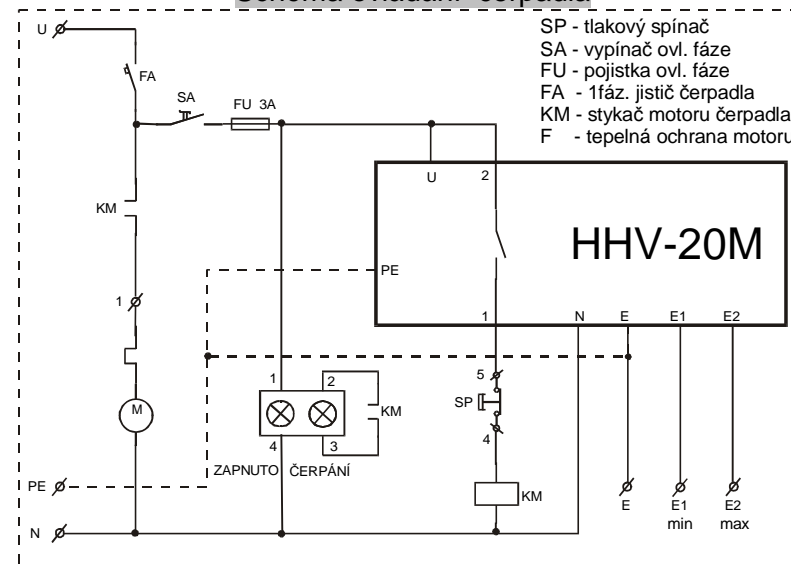 SP - tlakový spínač
SA - vypínač ovl. fáze
FU - pojistka ovl. fáze
FA - 1fáz. jistič čerpadla
KM - stykač motoru čerpadla
F - tepelná ochrana motoru
U
FA
SA
FU 3A
KM
U
2
HHV-20M
PE
1
1
N
E
E1
E2
5
SP
4
1
2
KM
M
4
3
ZAPNUTO
ČERPÁNÍ
KM
PE
E
E1
min
E2
max
N